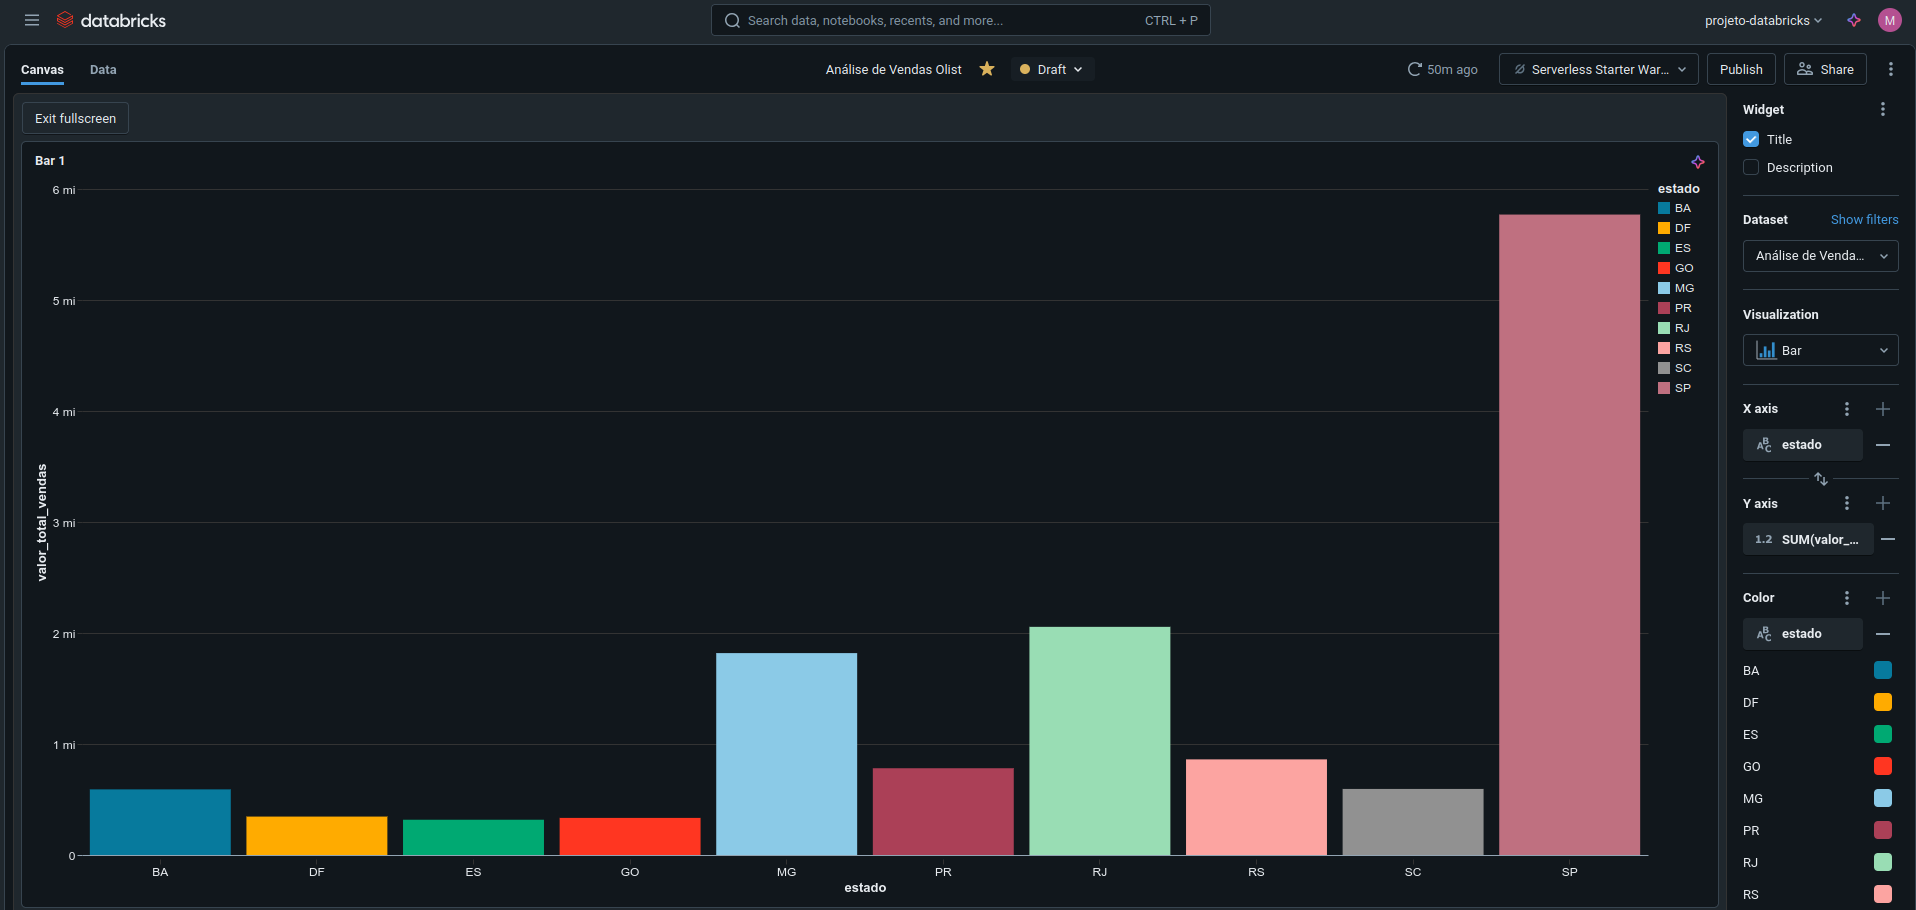 databricks
Search data, notebooks, recents, and more...
CTRL + P
projeto-databricks
M
Canvas
Data
Análise de Vendas Olist
Draft
50m ago
Serverless Starter War...
Publish
Share
Exit fullscreen
Bar 1
6 mi
5 mi
4 mi
3 mi
2 mi
1 mi
0
valor_total_vendas
BA
DF
ES
GO
MG
PR
RJ
RS
SC
SP
estado
estado
BA
DF
ES
GO
MG
PR
RJ
RS
SC
SP
Widget
Title
Description
Dataset
Show filters
Análise de Venda...
Visualization
Bar
X axis
ABC estado
Y axis
1.2 SUM(valor_...
Color
ABC estado
BA
DF
ES
GO
MG
PR
RJ
RS